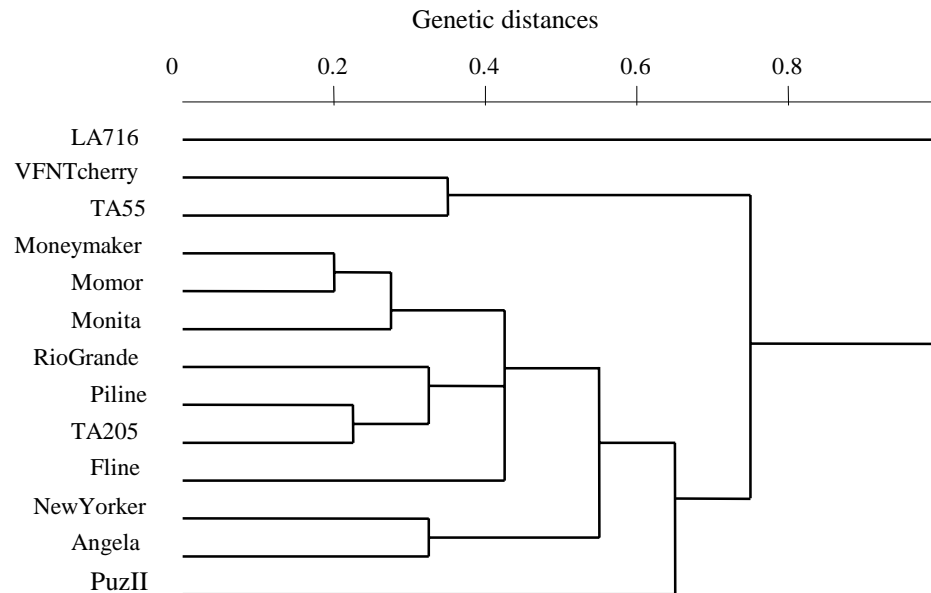 Genetic distances
0 0.2 0.4 0.6 0.8
LA716
VFNTcherry
TA55
Moneymaker
Momor
Monita
RioGrande
Piline
TA205
Fline
NewYorker
Angela
PuzII